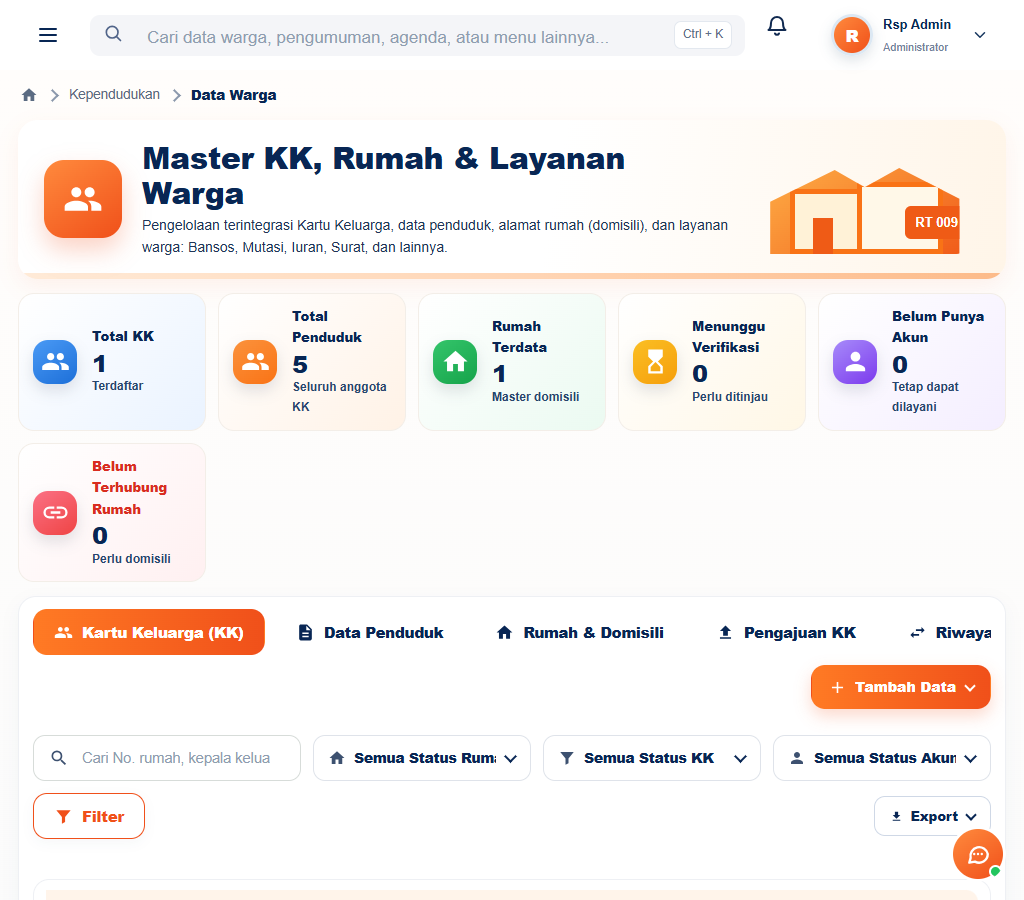 Cari data warga, pengumuman, agenda, atau menu lainnya...
Ctrl + K
R
Rsp Admin
Administrator
Kependudukan
Data Warga
Master KK, Rumah & Layanan
Warga
Pengelolaan terintegrasi Kartu Keluarga, data penduduk, alamat rumah (domisili), dan layanan
warga: Bansos, Mutasi, Iuran, Surat, dan lainnya.
RT 009
Total KK
1
Terdaftar
Total
Penduduk
5
Seluruh anggota
KK
Rumah
Terdata
1
Master domisili
Menunggu
Verifikasi
0
Perlu ditinjau
Belum Punya
Akun
0
Tetap dapat
dilayani
Belum
Terhubung
Rumah
0
Perlu domisili
Kartu Keluarga (KK)
Data Penduduk
Rumah & Domisili
Pengajuan KK
Riwaya
Tambah Data
Cari No. rumah, kepala kelua
Semua Status Ruma
Semua Status KK
Semua Status Akun
Filter
Export